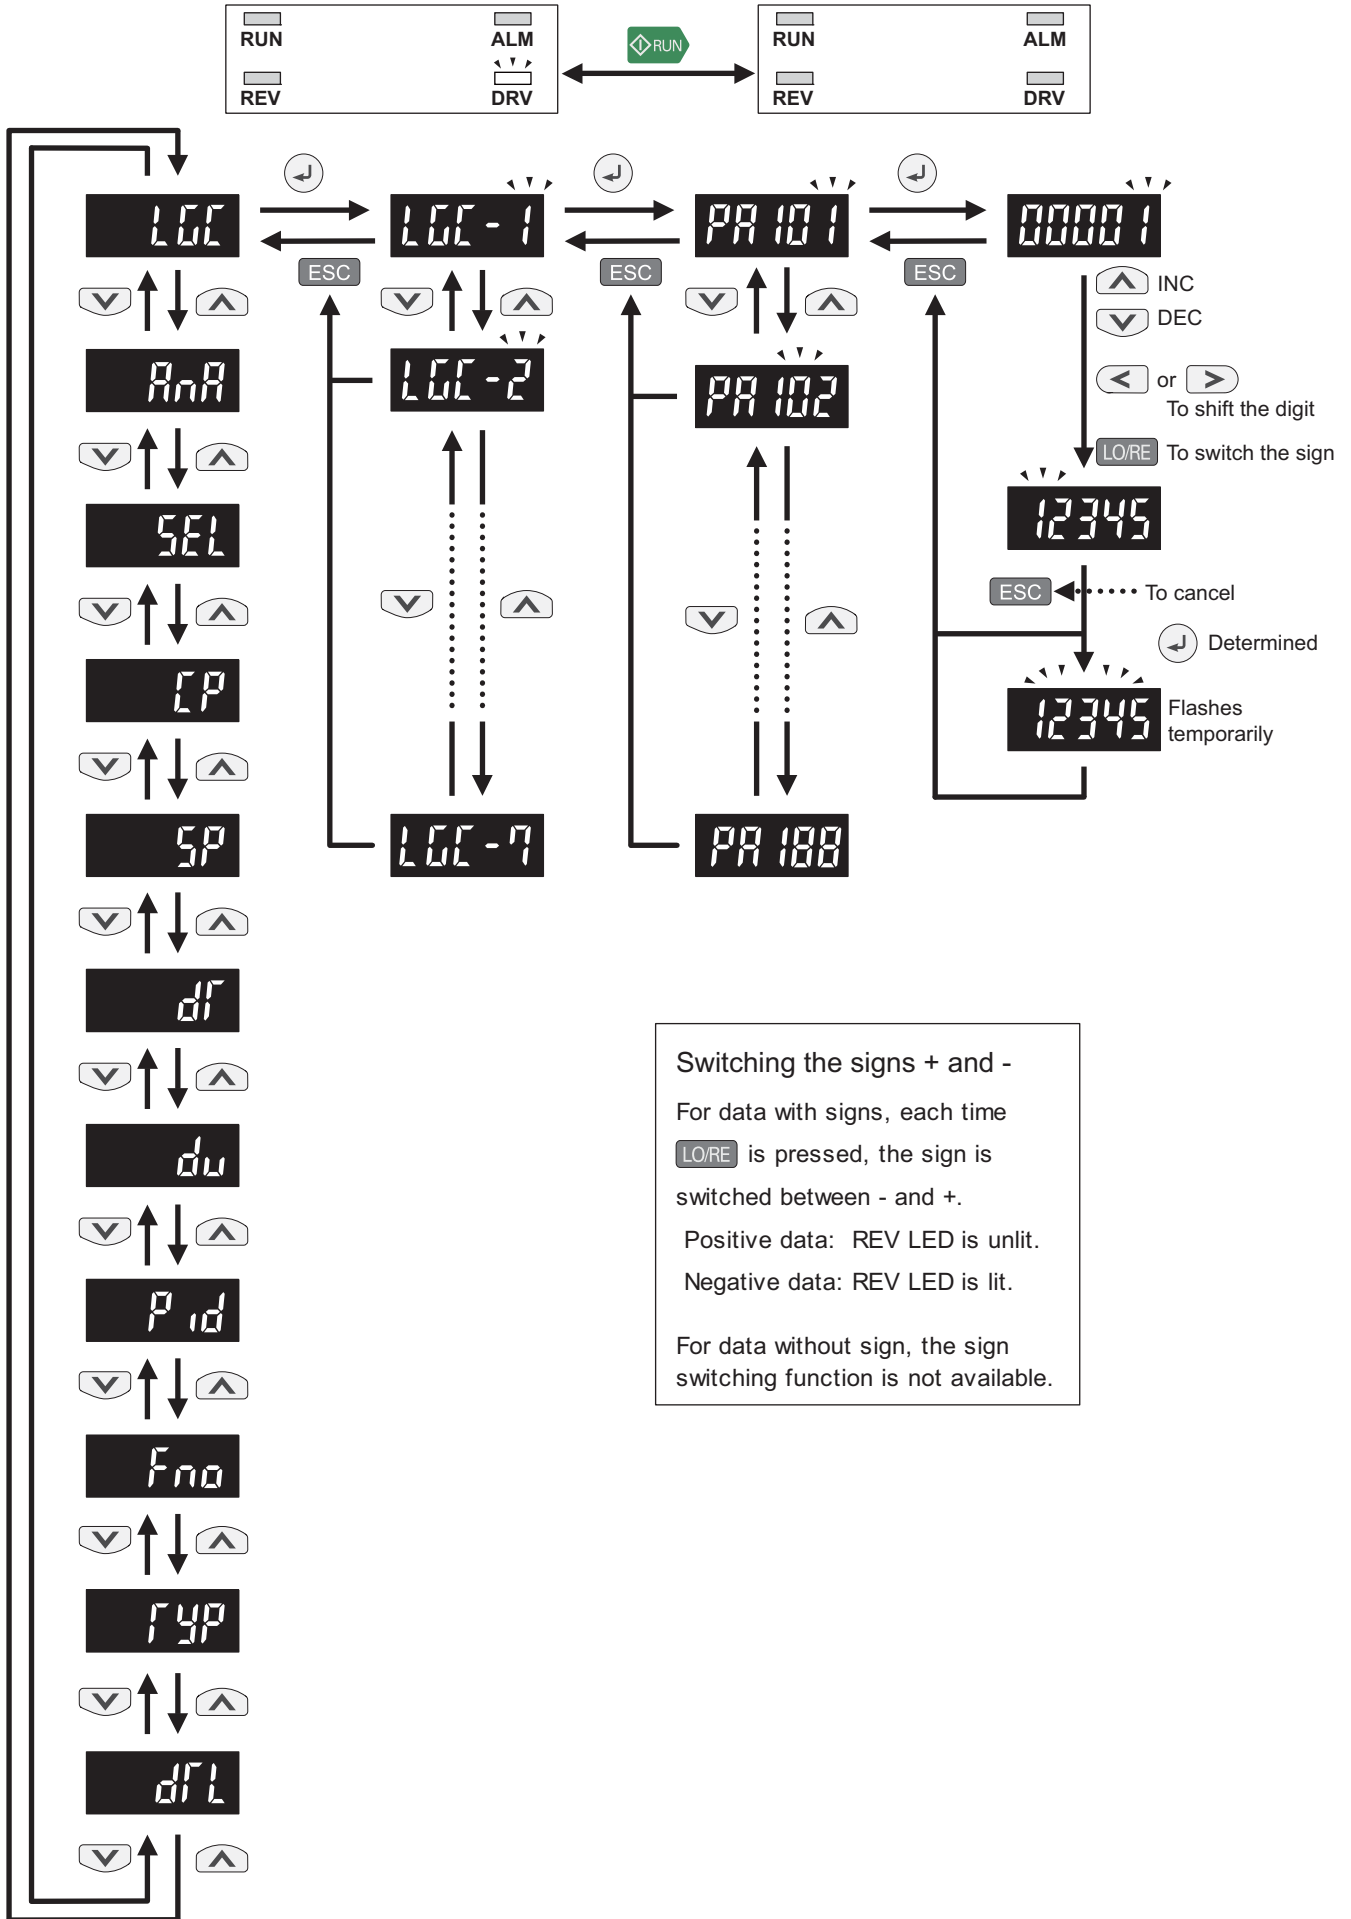 RUN ALM RUN RUN ALM
REV DRV REV DRV
LGC LGC-1 PA101 00001
ESC ESC ESC
INC
DEC
AnA LGC-2 PA102
or
To shift the digit
LO/RE To switch the sign
SEL 12345
ESC To cancel
Determined
CP 12345 Flashes
temporarily
SP LGC-7 PA188
dT
Switching the signs + and -
For data with signs, each time
LO/RE is pressed, the sign is
switched between - and +.
Positive data: REV LED is unlit.
Negative data: REV LED is lit.
For data without sign, the sign
switching function is not available.
du
Pid
Fno
TYP
dTL